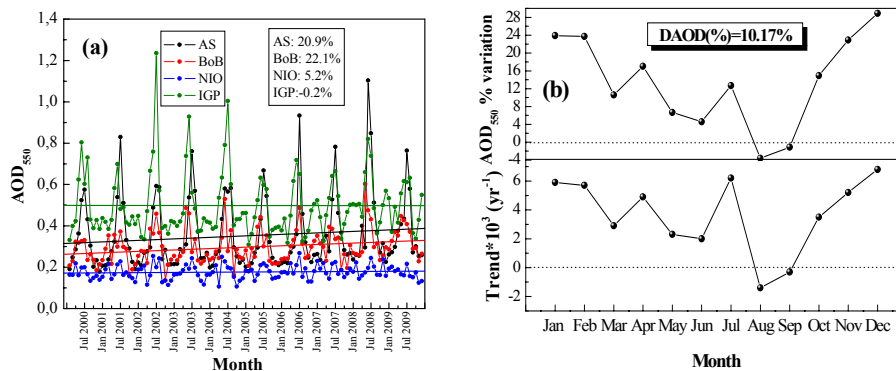 (a)
AS
BoB
NIO
IGP
AS: 20.9%
BoB: 22.1%
NIO: 5.2%
IGP:-0.2%
1,4
1,2
1,0
0,8
0,6
0,4
0,2
0,0
AOD550
Jul 2000
Jan 2001
Jul 2001
Jan 2002
Jul 2002
Jan 2003
Jul 2003
Jan 2004
Jul 2004
Jan 2005
Jul 2005
Jan 2006
Jul 2006
Jan 2007
Jul 2007
Jan 2008
Jul 2008
Jan 2009
Jul 2009
Month
(b)
DAOD(%)=10.17%
28
24
20
16
12
8
4
0
-4
AOD550 % variation
6
4
2
0
-2
Trend*10³ (yr⁻¹)
Jan Feb Mar Apr May Jun Jul Aug Sep Oct Nov Dec
Month